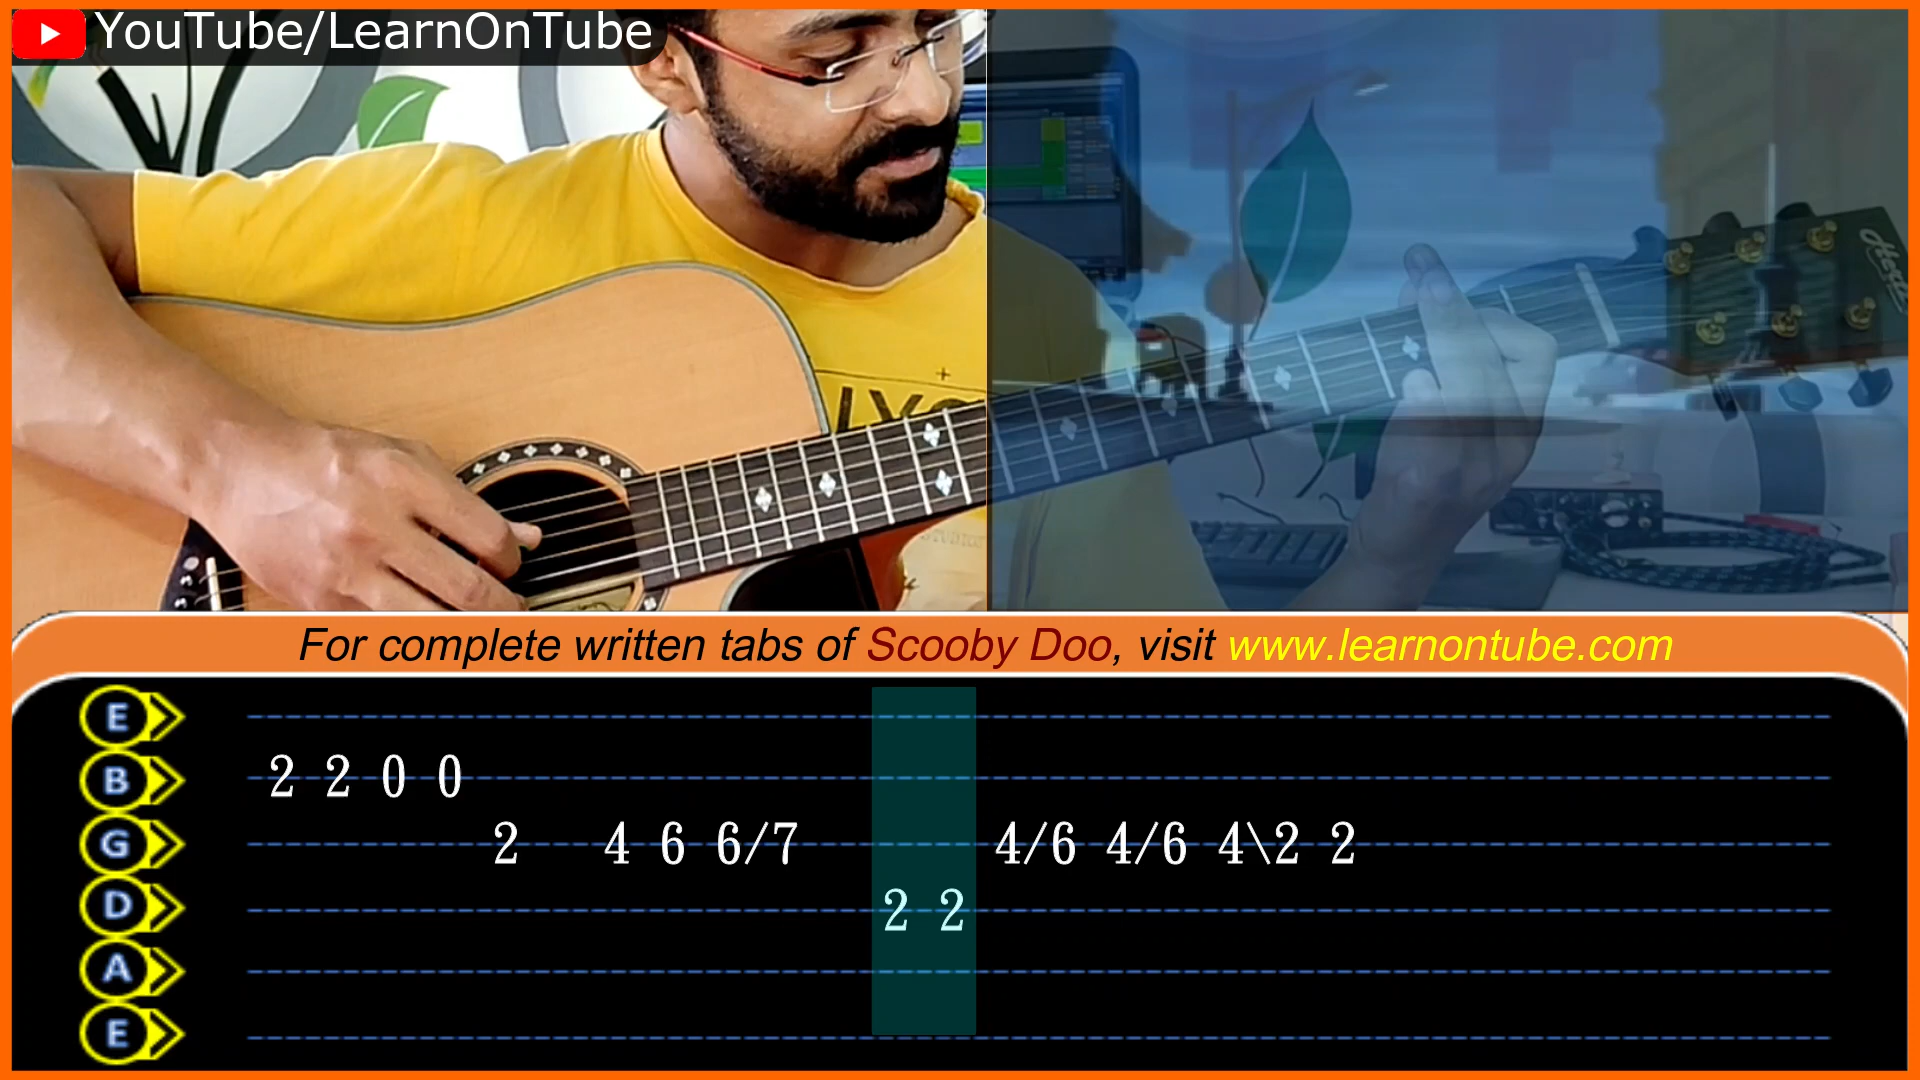 YouTube/LearnOnTube
For complete written tabs of Scooby Doo, visit www.learnontube.com
E
B 2 2 0 0
G 2 4 6 6/7 4/6 4/6 4\2 2
D 2 2
A
E